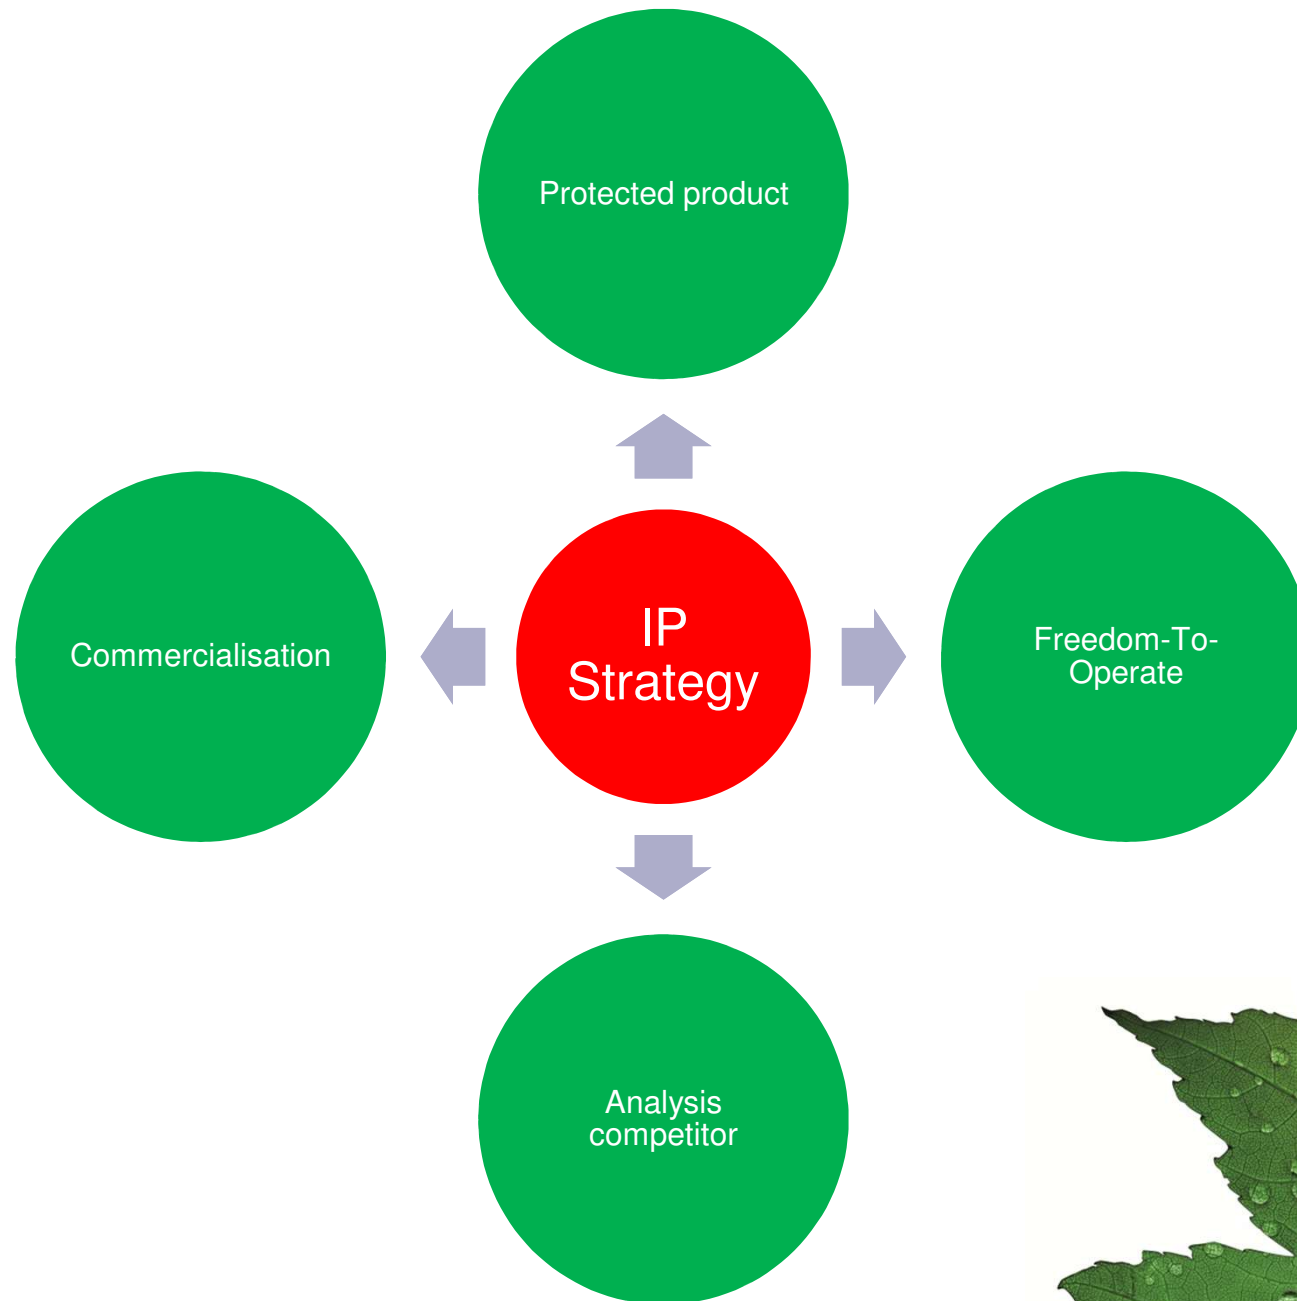 Protected product
Commercialisation
IP
Strategy
Freedom-To-
Operate
Analysis
competitor